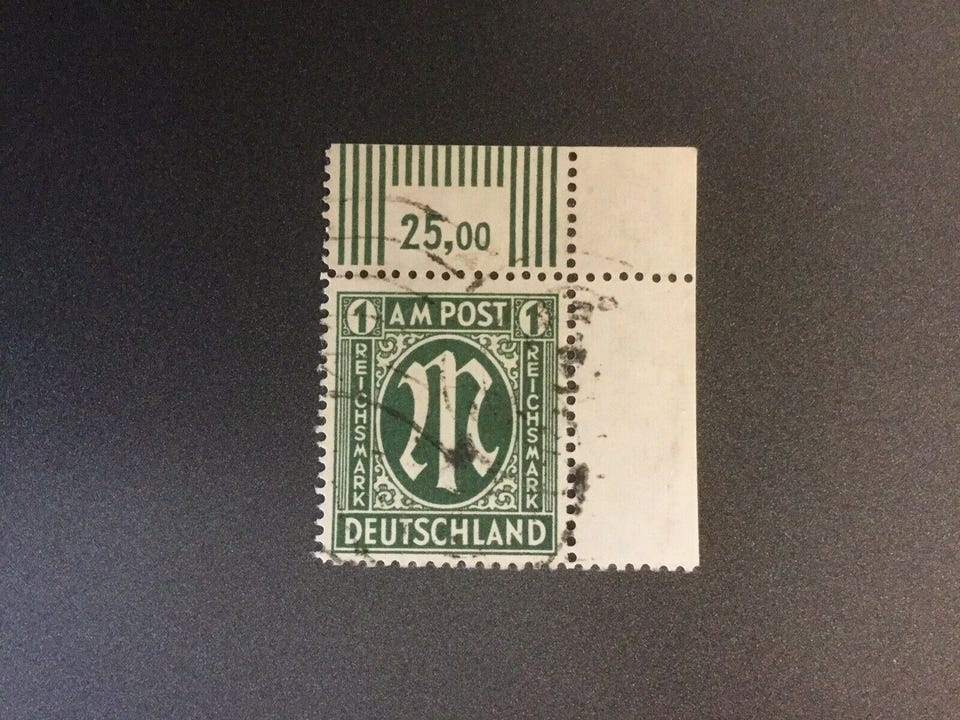 25,00
1 AM POST 1
REICHSMARK
M
REICHSMARK
DEUTSCHLAND